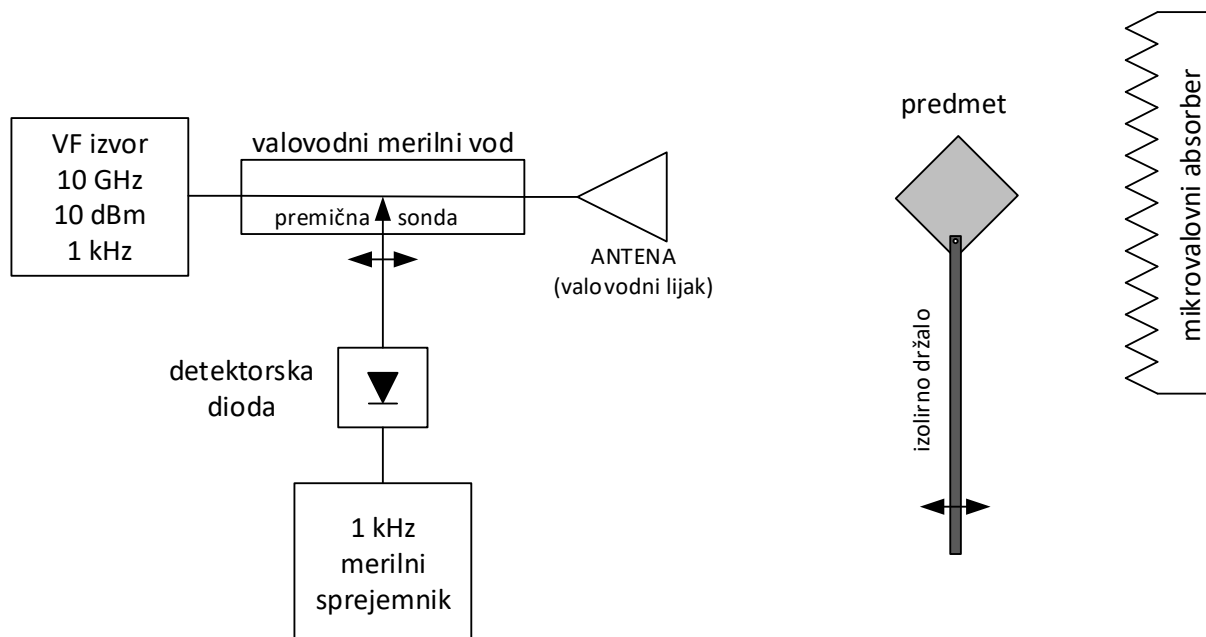 VF izvor
10 GHz
10 dBm
1 kHz
valovodni merilni vod
premična sonda
ANTENA
(valovodni lijak)
detektorska
dioda
1 kHz
merilni
sprejemnik
predmet
izolirno držalo
mikrovalovni absorber